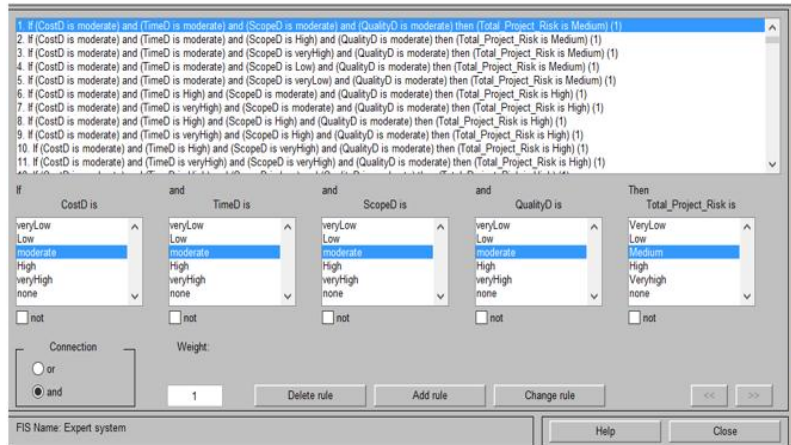 1. If (CostD is moderate) and (TimeD is moderate) and (ScopeD is moderate) and (QualityD is moderate) then (Total_Project_Risk is Medium) (1)
2. If (CostD is moderate) and (TimeD is moderate) and (ScopeD is High) and (QualityD is moderate) then (Total_Project_Risk is Medium) (1)
3. If (CostD is moderate) and (TimeD is moderate) and (ScopeD is veryHigh) and (QualityD is moderate) then (Total_Project_Risk is Medium) (1)
4. If (CostD is moderate) and (TimeD is moderate) and (ScopeD is Low) and (QualityD is moderate) then (Total_Project_Risk is Medium) (1)
5. If (CostD is moderate) and (TimeD is moderate) and (ScopeD is veryLow) and (QualityD is moderate) then (Total_Project_Risk is Medium) (1)
6. If (CostD is moderate) and (TimeD is High) and (ScopeD is moderate) and (QualityD is moderate) then (Total_Project_Risk is High) (1)
7. If (CostD is moderate) and (TimeD is veryHigh) and (ScopeD is moderate) and (QualityD is moderate) then (Total_Project_Risk is High) (1)
8. If (CostD is moderate) and (TimeD is High) and (ScopeD is High) and (QualityD is moderate) then (Total_Project_Risk is High) (1)
9. If (CostD is moderate) and (TimeD is veryHigh) and (ScopeD is High) and (QualityD is moderate) then (Total_Project_Risk is High) (1)
10. If (CostD is moderate) and (TimeD is High) and (ScopeD is veryHigh) and (QualityD is moderate) then (Total_Project_Risk is High) (1)
11. If (CostD is moderate) and (TimeD is veryHigh) and (ScopeD is veryHigh) and (QualityD is moderate) then (Total_Project_Risk is High) (1)
If and and and Then
CostD is TimeD is ScopeD is QualityD is Total_Project_Risk is
veryLow veryLow veryLow veryLow VeryLow
Low Low Low Low Low
moderate moderate moderate moderate Medium
High High High High High
veryHigh veryHigh veryHigh veryHigh Veryhigh
none none none none none
not not not not not
Connection Weight:
or
and 1 Delete rule Add rule Change rule << >>
FIS Name: Expert system Help Close